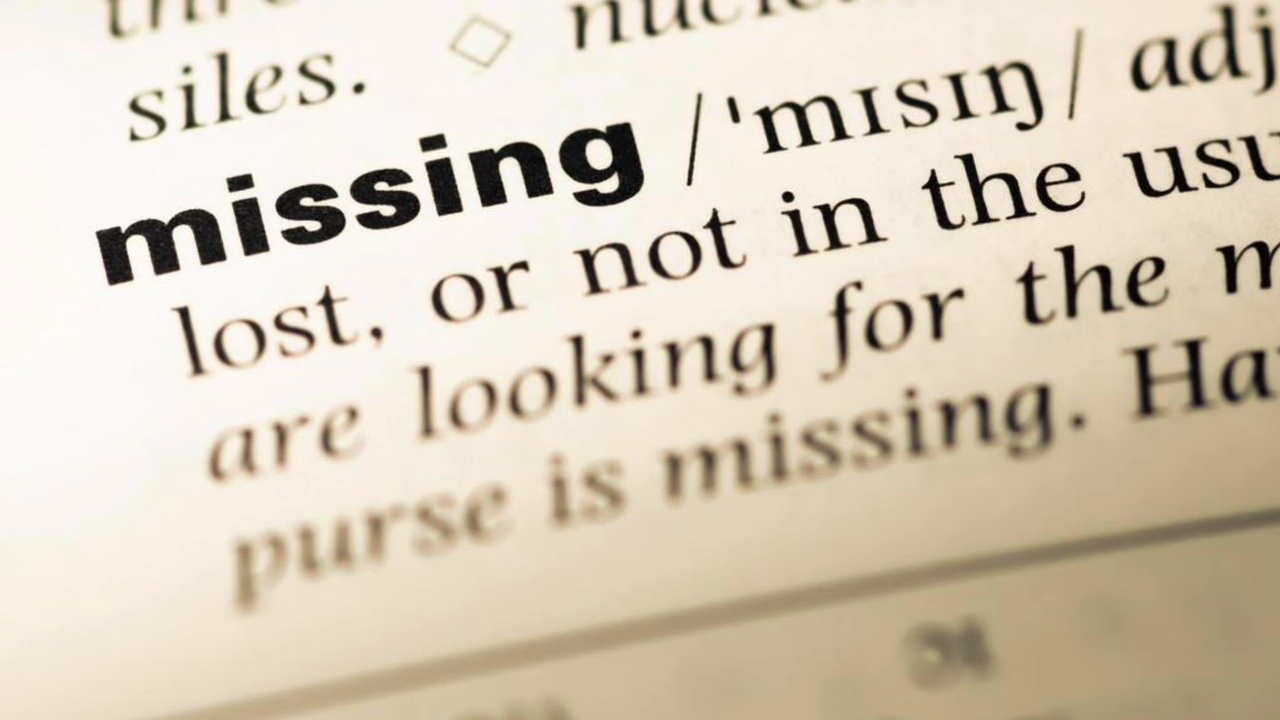 siles. ◇
missing /ˈmɪsɪŋ/ adj
lost, or not in the usu
are looking for the m
purse is missing. Ha